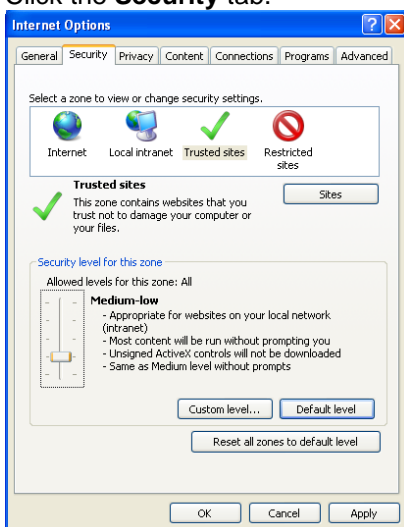 Click the Security tab.
Internet Options
General Security Privacy Content Connections Programs Advanced
Select a zone to view or change security settings.
Internet Local intranet Trusted sites Restricted
sites
Trusted sites
Sites
This zone contains websites that you
trust not to damage your computer or
your files.
Security level for this zone
Allowed levels for this zone: All
Medium-low
- Appropriate for websites on your local network
(intranet)
- Most content will be run without prompting you
- Unsigned ActiveX controls will not be downloaded
- Same as Medium level without prompts
Custom level... Default level
Reset all zones to default level
OK Cancel Apply